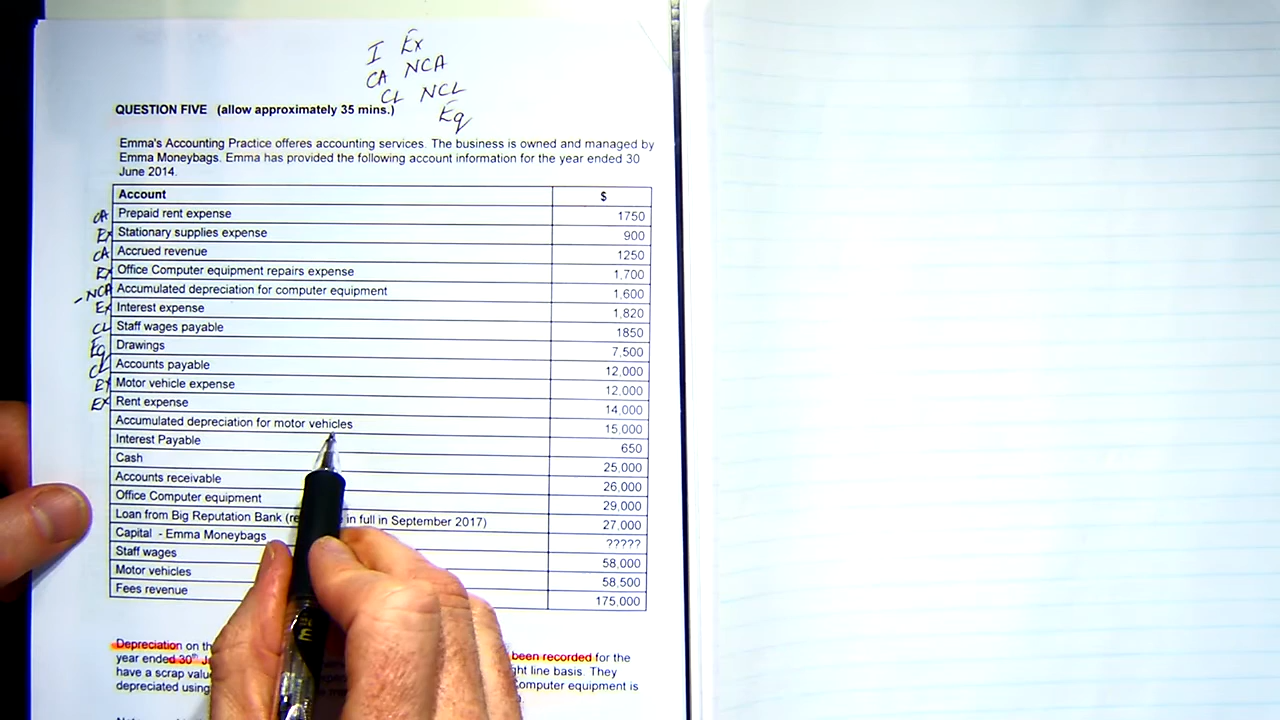 I Ex
CA NCA
CL NCL
Eq
QUESTION FIVE (allow approximately 35 mins.)
Emma's Accounting Practice offeres accounting services. The business is owned and managed by
Emma Moneybags. Emma has provided the following account information for the year ended 30
June 2014.
Account $
CA Prepaid rent expense 1750
Ex Stationary supplies expense 900
CA Accrued revenue 1250
Ex Office Computer equipment repairs expense 1,700
-NCA Accumulated depreciation for computer equipment 1,600
Ex Interest expense 1,820
CL Staff wages payable 1850
Eq Drawings 7,500
CL Accounts payable 12,000
Ex Motor vehicle expense 12,000
Ex Rent expense 14,000
Accumulated depreciation for motor vehicles 15,000
Interest Payable 650
Cash 25,000
Accounts receivable 26,000
Office Computer equipment 29,000
Loan from Big Reputation Bank in full in September 2017) 27,000
Capital - Emma Moneybags ?????
Staff wages 58,000
Motor vehicles 58,500
Fees revenue 175,000
Depreciation on been recorded for the
year ended 30th ht line basis. They
have a scrap omputer equipment is
depreciated using